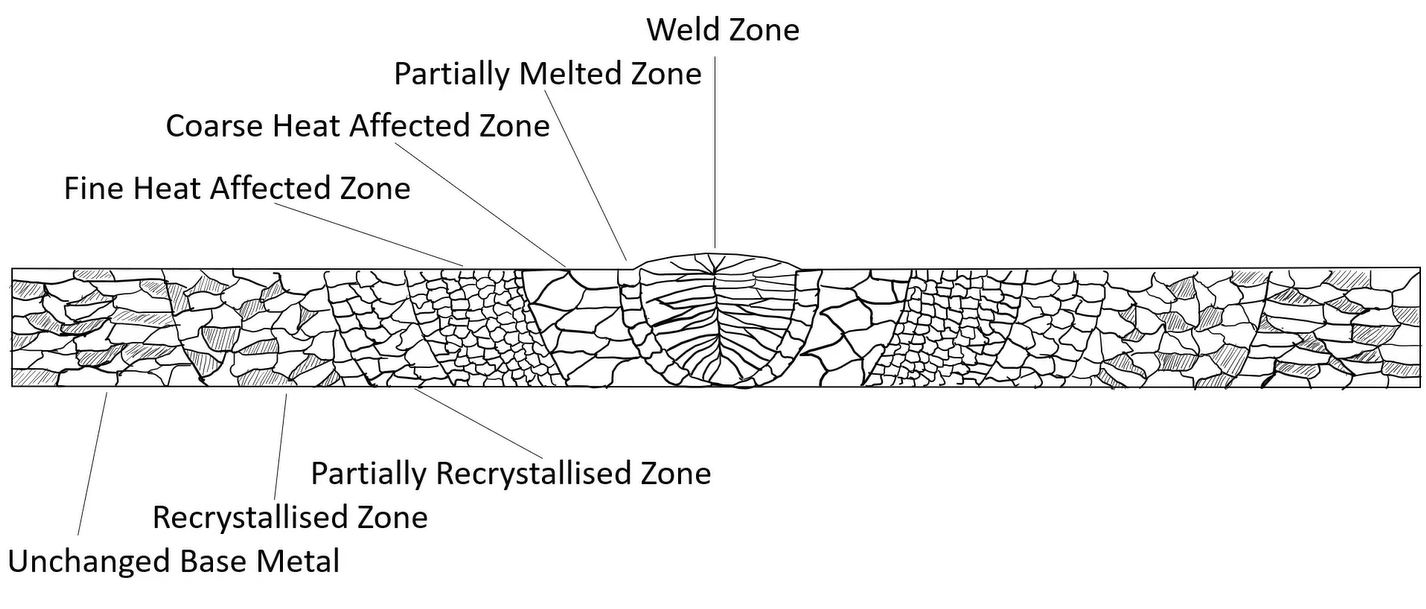 Weld Zone
Partially Melted Zone
Coarse Heat Affected Zone
Fine Heat Affected Zone
Partially Recrystallised Zone
Recrystallised Zone
Unchanged Base Metal